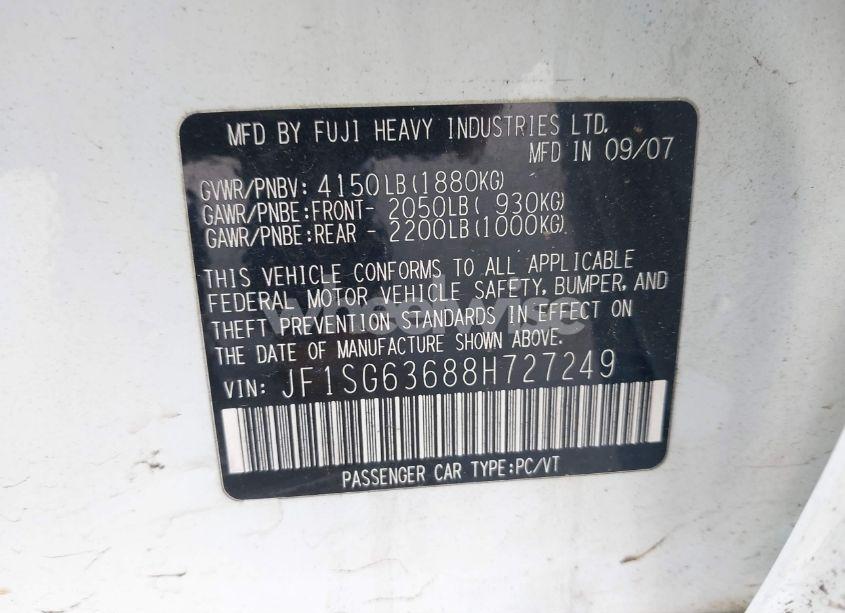 MFD BY FUJI HEAVY INDUSTRIES LTD.
MFD IN 09/07
GVWR/PNBV: 4150LB(1880KG)
GAWR/PNBE:FRONT- 2050LB( 930KG)
GAWR/PNBE:REAR - 2200LB(1000KG)
THIS VEHICLE CONFORMS TO ALL APPLICABLE
FEDERAL MOTOR VEHICLE SAFETY, BUMPER, AND
THEFT PREVENTION STANDARDS IN EFFECT ON
THE DATE OF MANUFACTURE SHOWN ABOVE.
VIN: JF1SG63688H727249
PASSENGER CAR TYPE:PC/VT
wheelwise